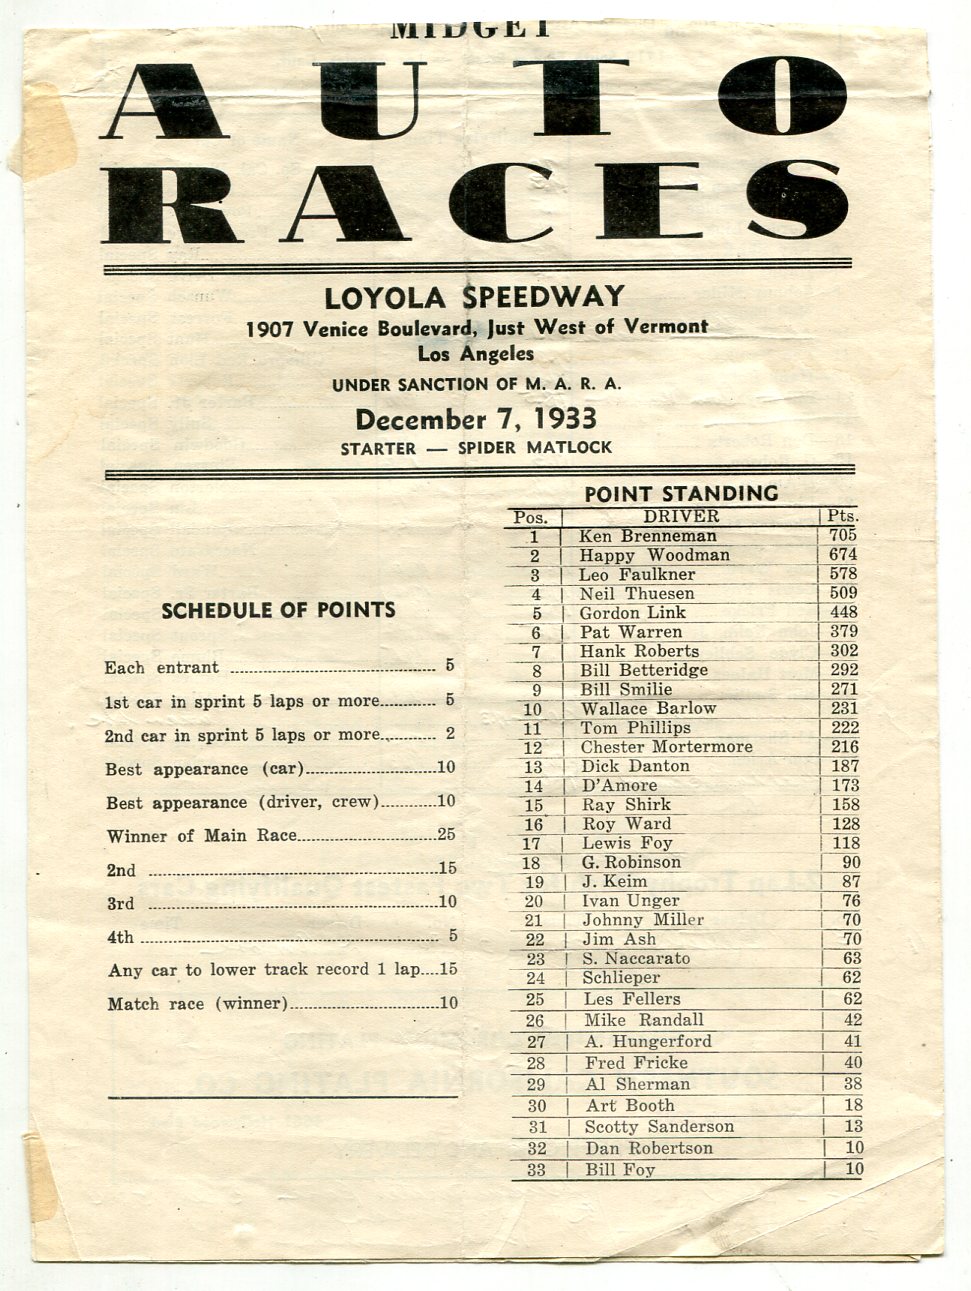 MIDGET
AUTO
RACES
LOYOLA SPEEDWAY
1907 Venice Boulevard, Just West of Vermont
Los Angeles
UNDER SANCTION OF M. A. R. A.
December 7, 1933
STARTER — SPIDER MATLOCK
SCHEDULE OF POINTS
Each entrant 5
1st car in sprint 5 laps or more 5
2nd car in sprint 5 laps or more 2
Best appearance (car) 10
Best appearance (driver, crew) 10
Winner of Main Race 25
2nd 15
3rd 10
4th 5
Any car to lower track record 1 lap 15
Match race (winner) 10
POINT STANDING
Pos. | DRIVER | Pts.
1 | Ken Brenneman | 705
2 | Happy Woodman | 674
3 | Leo Faulkner | 578
4 | Neil Thuesen | 509
5 | Gordon Link | 448
6 | Pat Warren | 379
7 | Hank Roberts | 302
8 | Bill Betteridge | 292
9 | Bill Smilie | 271
10 | Wallace Barlow | 231
11 | Tom Phillips | 222
12 | Chester Mortermore | 216
13 | Dick Danton | 187
14 | D'Amore | 173
15 | Ray Shirk | 158
16 | Roy Ward | 128
17 | Lewis Foy | 118
18 | G. Robinson | 90
19 | J. Keim | 87
20 | Ivan Unger | 76
21 | Johnny Miller | 70
22 | Jim Ash | 70
23 | S. Naccarato | 63
24 | Schlieper | 62
25 | Les Fellers | 62
26 | Mike Randall | 42
27 | A. Hungerford | 41
28 | Fred Fricke | 40
29 | Al Sherman | 38
30 | Art Booth | 18
31 | Scotty Sanderson | 13
32 | Dan Robertson | 10
33 | Bill Foy | 10